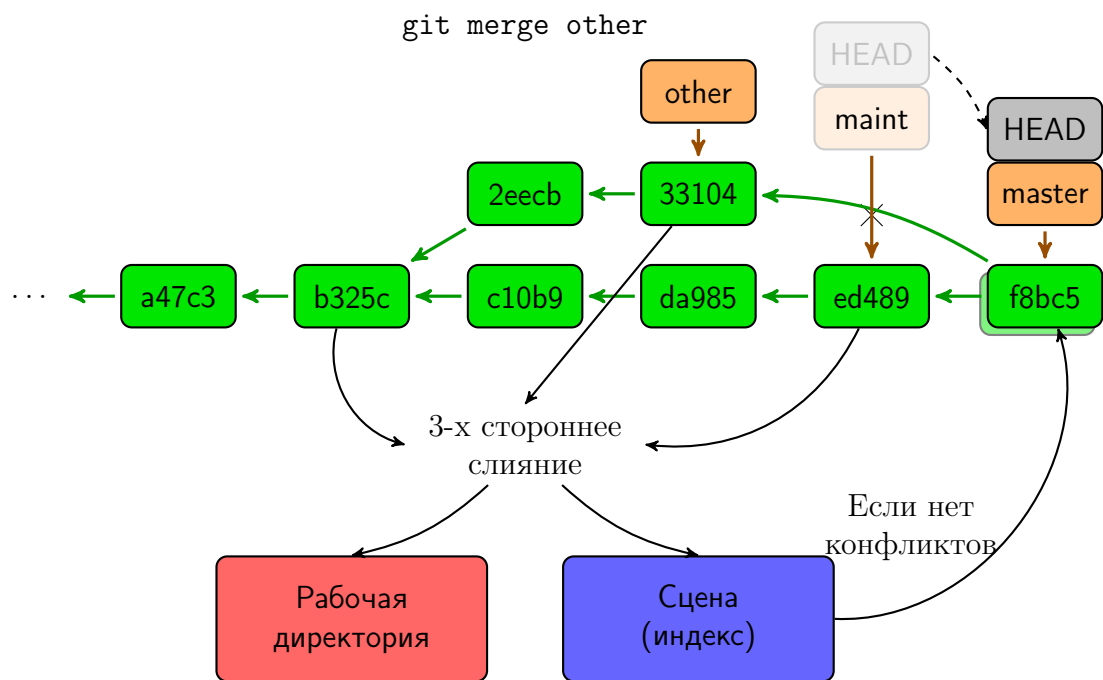 git merge other
HEAD
other
maint
HEAD
2eecb
33104
master
...
a47c3
b325c
c10b9
da985
ed489
f8bc5
3-х стороннее
слияние
Если нет
конфликтов
Рабочая
директория
Сцена
(индекс)